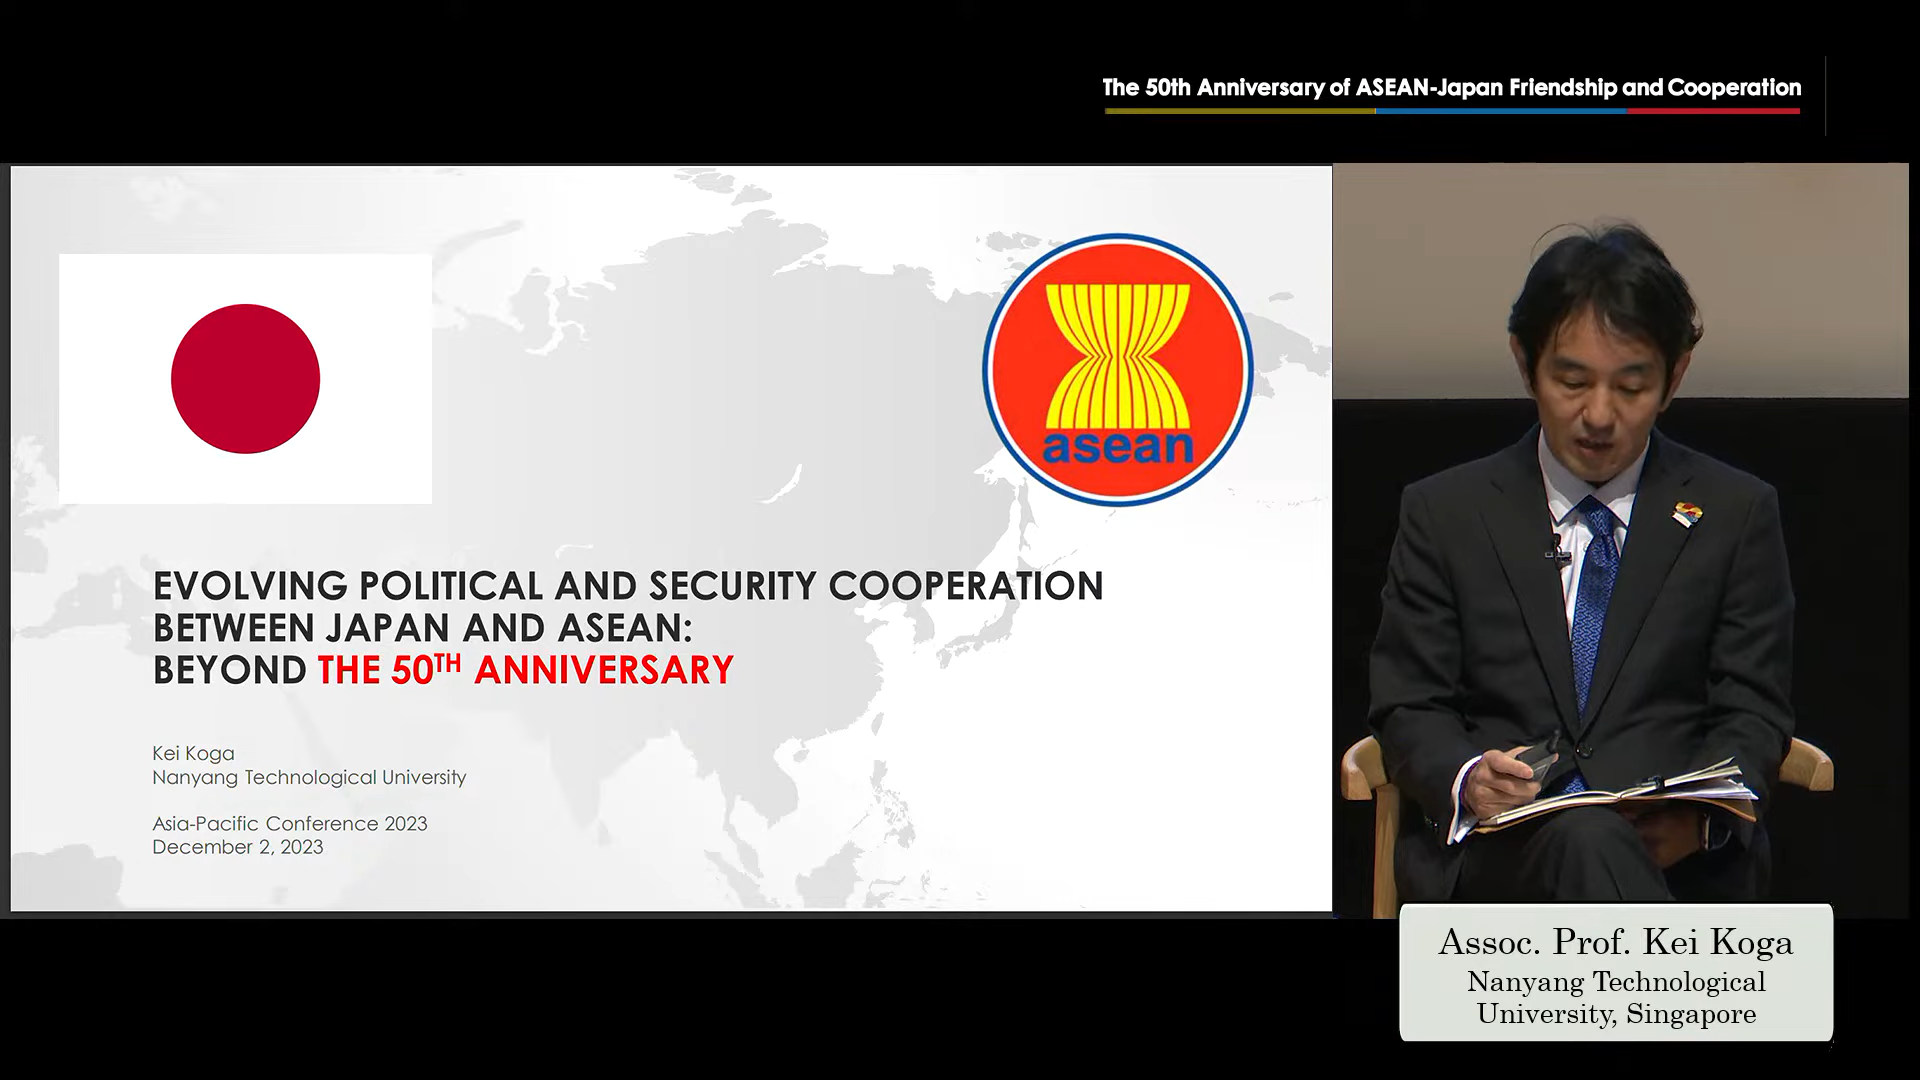 The 50th Anniversary of ASEAN-Japan Friendship and Cooperation
asean
EVOLVING POLITICAL AND SECURITY COOPERATION
BETWEEN JAPAN AND ASEAN:
BEYOND THE 50TH ANNIVERSARY
Kei Koga
Nanyang Technological University
Asia-Pacific Conference 2023
December 2, 2023
Assoc. Prof. Kei Koga
Nanyang Technological
University, Singapore